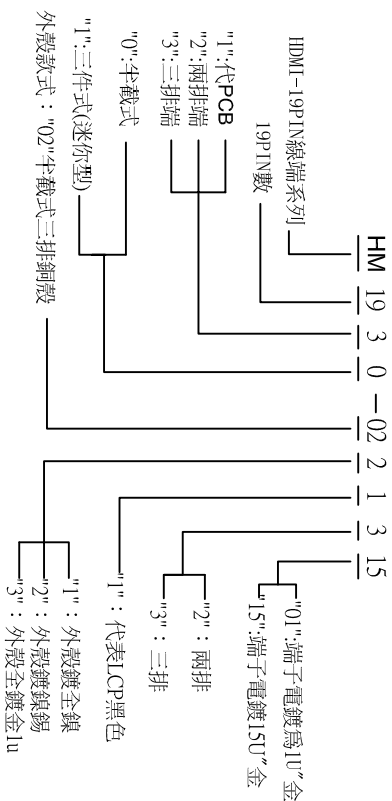 HM 19 3 0 －02 2 1 3 15
HDMI-19PIN線端系列
19PIN數
"1":代PCB
"2":兩排端
"3":三排端
"0":半截式
"1":三件式(迷你型)
外殼款式："02"半截式三排銅殼
"01":端子電鍍為1U"金
"15":端子電鍍15U"金
"2"：兩排
"3"：三排
"1"：代表LCP黑色
"1"：外殼鍍全鎳
"2"：外殼鍍鎳錫
"3"：外殼全鍍金1u